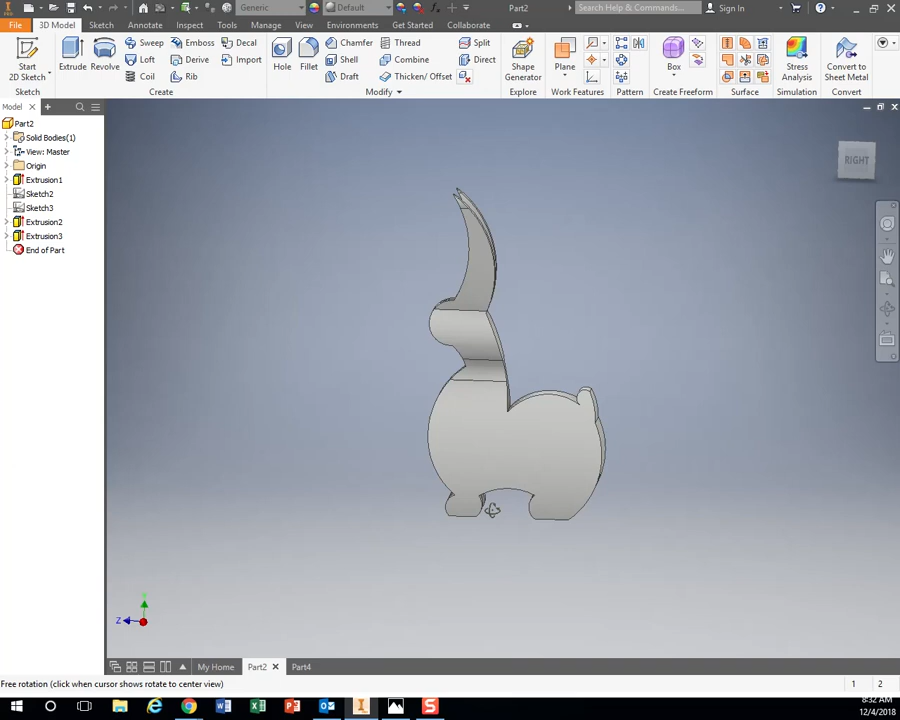 PRO
Generic
Default
Part2
Search Help & Commands...
Sign In
File
3D Model
Sketch
Annotate
Inspect
Tools
Manage
View
Environments
Get Started
Collaborate
Start
2D Sketch
Extrude
Revolve
Sweep
Loft
Coil
Emboss
Derive
Rib
Decal
Import
Create
Hole
Fillet
Chamfer
Shell
Draft
Thread
Combine
Thicken/ Offset
Split
Direct
Modify
Shape
Generator
Explore
Plane
Work Features
Pattern
Box
Create Freeform
Surface
Stress
Analysis
Simulation
Convert to
Sheet Metal
Convert
Model
Part2
Solid Bodies(1)
View: Master
Origin
Extrusion1
Sketch2
Sketch3
Extrusion2
Extrusion3
End of Part
RIGHT
Z
My Home
Part2
Part4
Free rotation (click when cursor shows rotate to center view)
1
2
8:32 AM
12/4/2018